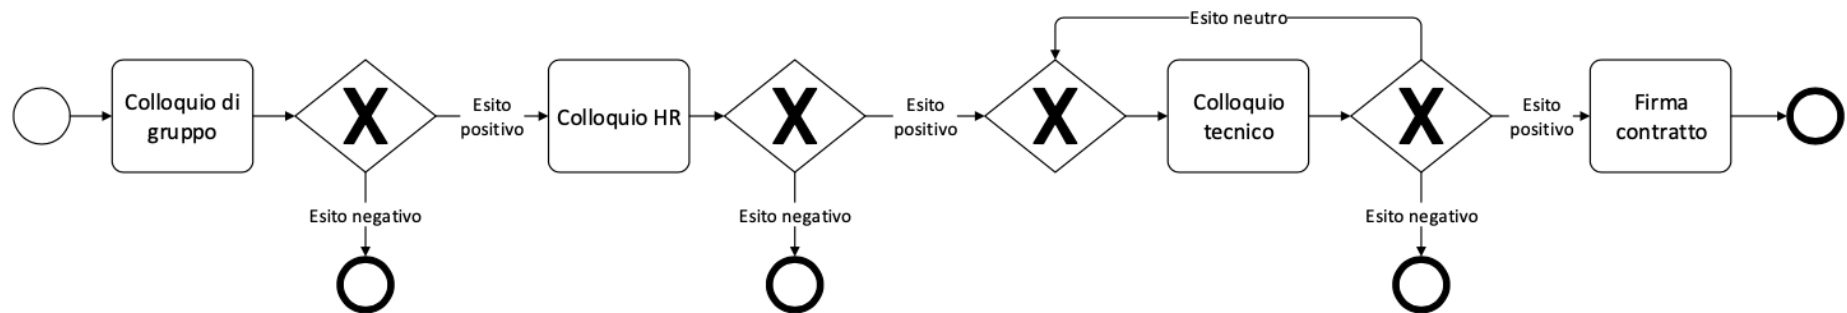 Esito neutro
Colloquio di
gruppo
X
Esito
positivo
Colloquio HR
X
Esito
positivo
X
Colloquio
tecnico
X
Esito
positivo
Firma
contratto
Esito negativo
Esito negativo
Esito negativo